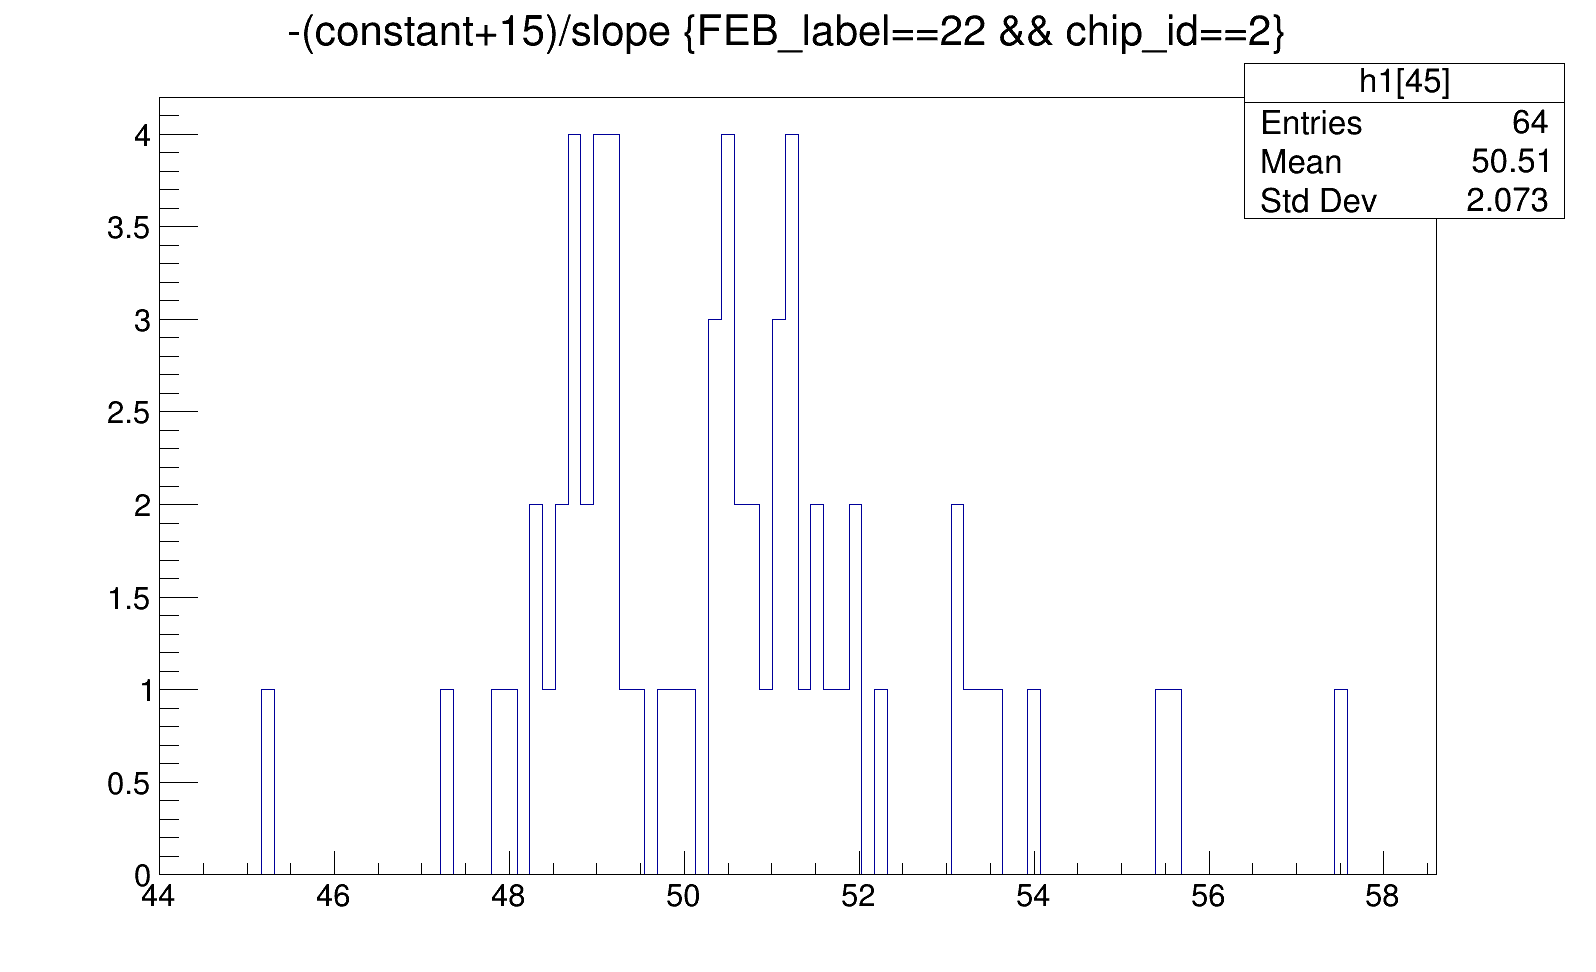 -(constant+15)/slope {FEB_label==22 && chip_id==2}
h1[45]
Entries 64
Mean 50.51
Std Dev 2.073
4
3.5
3
2.5
2
1.5
1
0.5
0
44 46 48 50 52 54 56 58